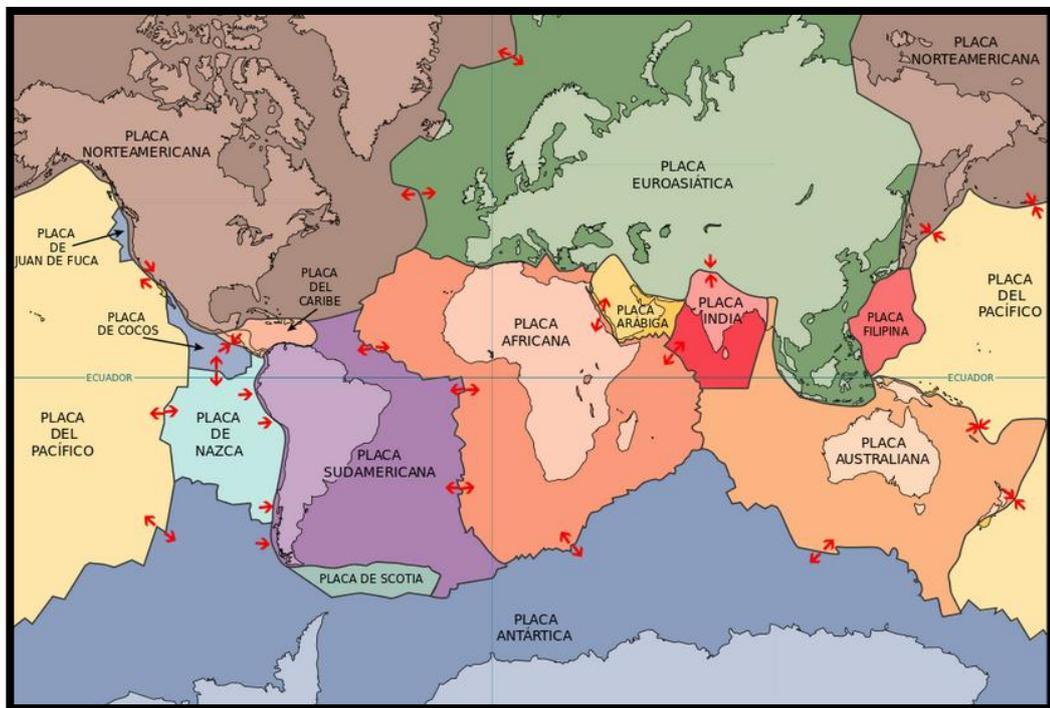 PLACA
NORTEAMERICANA
PLACA
NORTEAMERICANA
PLACA
EUROASIÁTICA
PLACA
DE
JUAN DE FUCA
PLACA
DEL
CARIBE
PLACA
DE COCOS
PLACA
AFRICANA
PLACA
ARÁBIGA
PLACA
INDIA
PLACA
FILIPINA
PLACA
DEL
PACÍFICO
ECUADOR
ECUADOR
PLACA
DEL
PACÍFICO
PLACA
DE
NAZCA
PLACA
SUDAMERICANA
PLACA
AUSTRALIANA
PLACA DE SCOTIA
PLACA
ANTÁRTICA